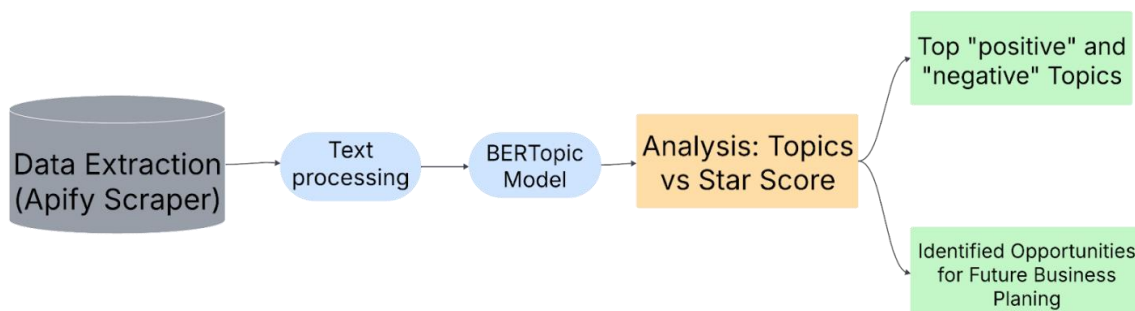 Data Extraction
(Apify Scraper)
Text
processing
BERTopic
Model
Analysis: Topics
vs Star Score
Top "positive" and
"negative" Topics
Identified Opportunities
for Future Business
Planing